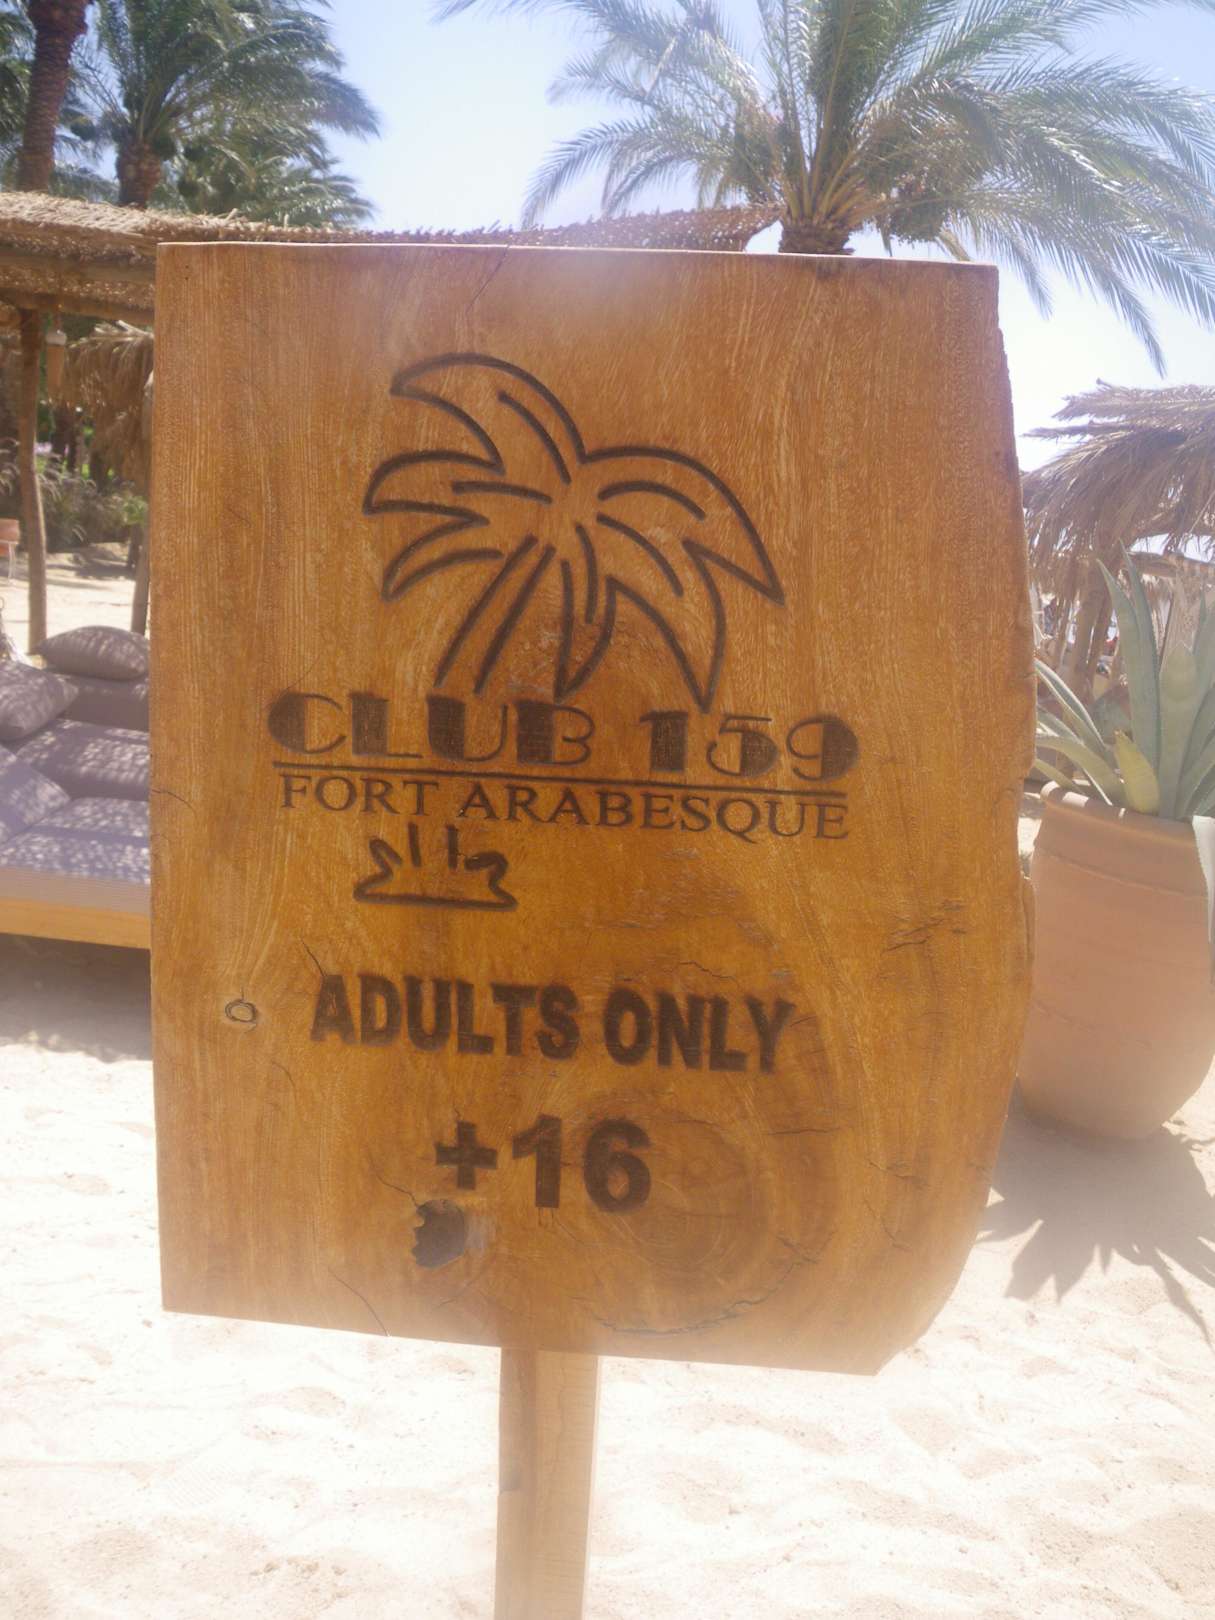 CLUB 159
FORT ARABESQUE
ADULTS ONLY
+16